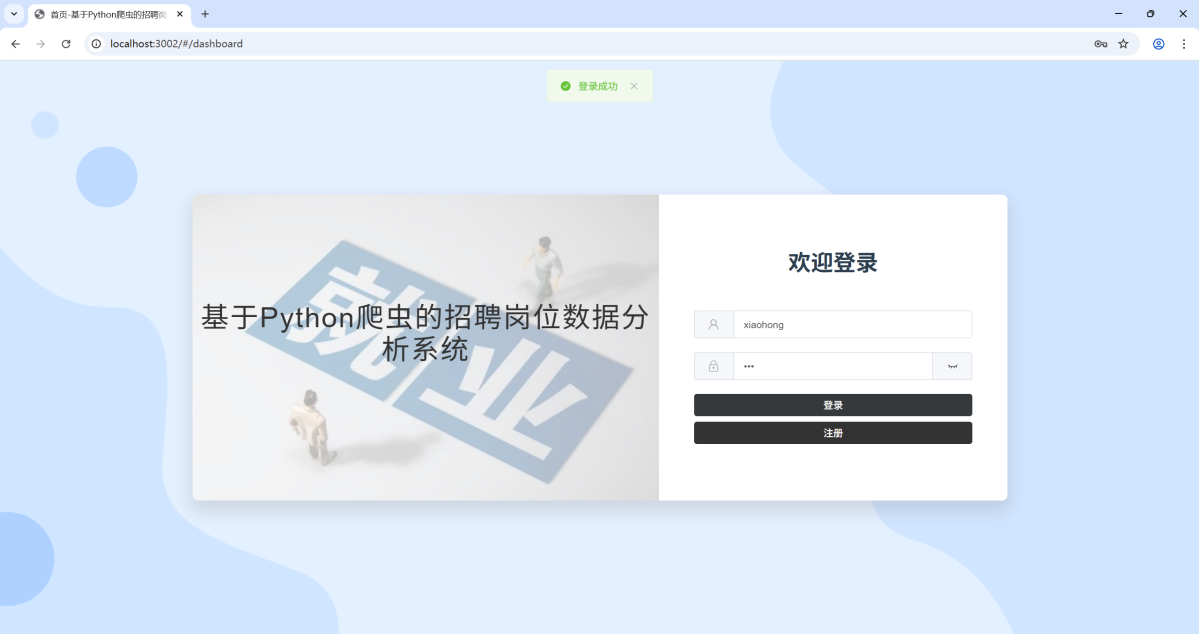 首页-基于Python爬虫的招聘岗
localhost:3002/#/dashboard
登录成功
就业
基于Python爬虫的招聘岗位数据分
析系统
欢迎登录
xiaohong
•••
登录
注册